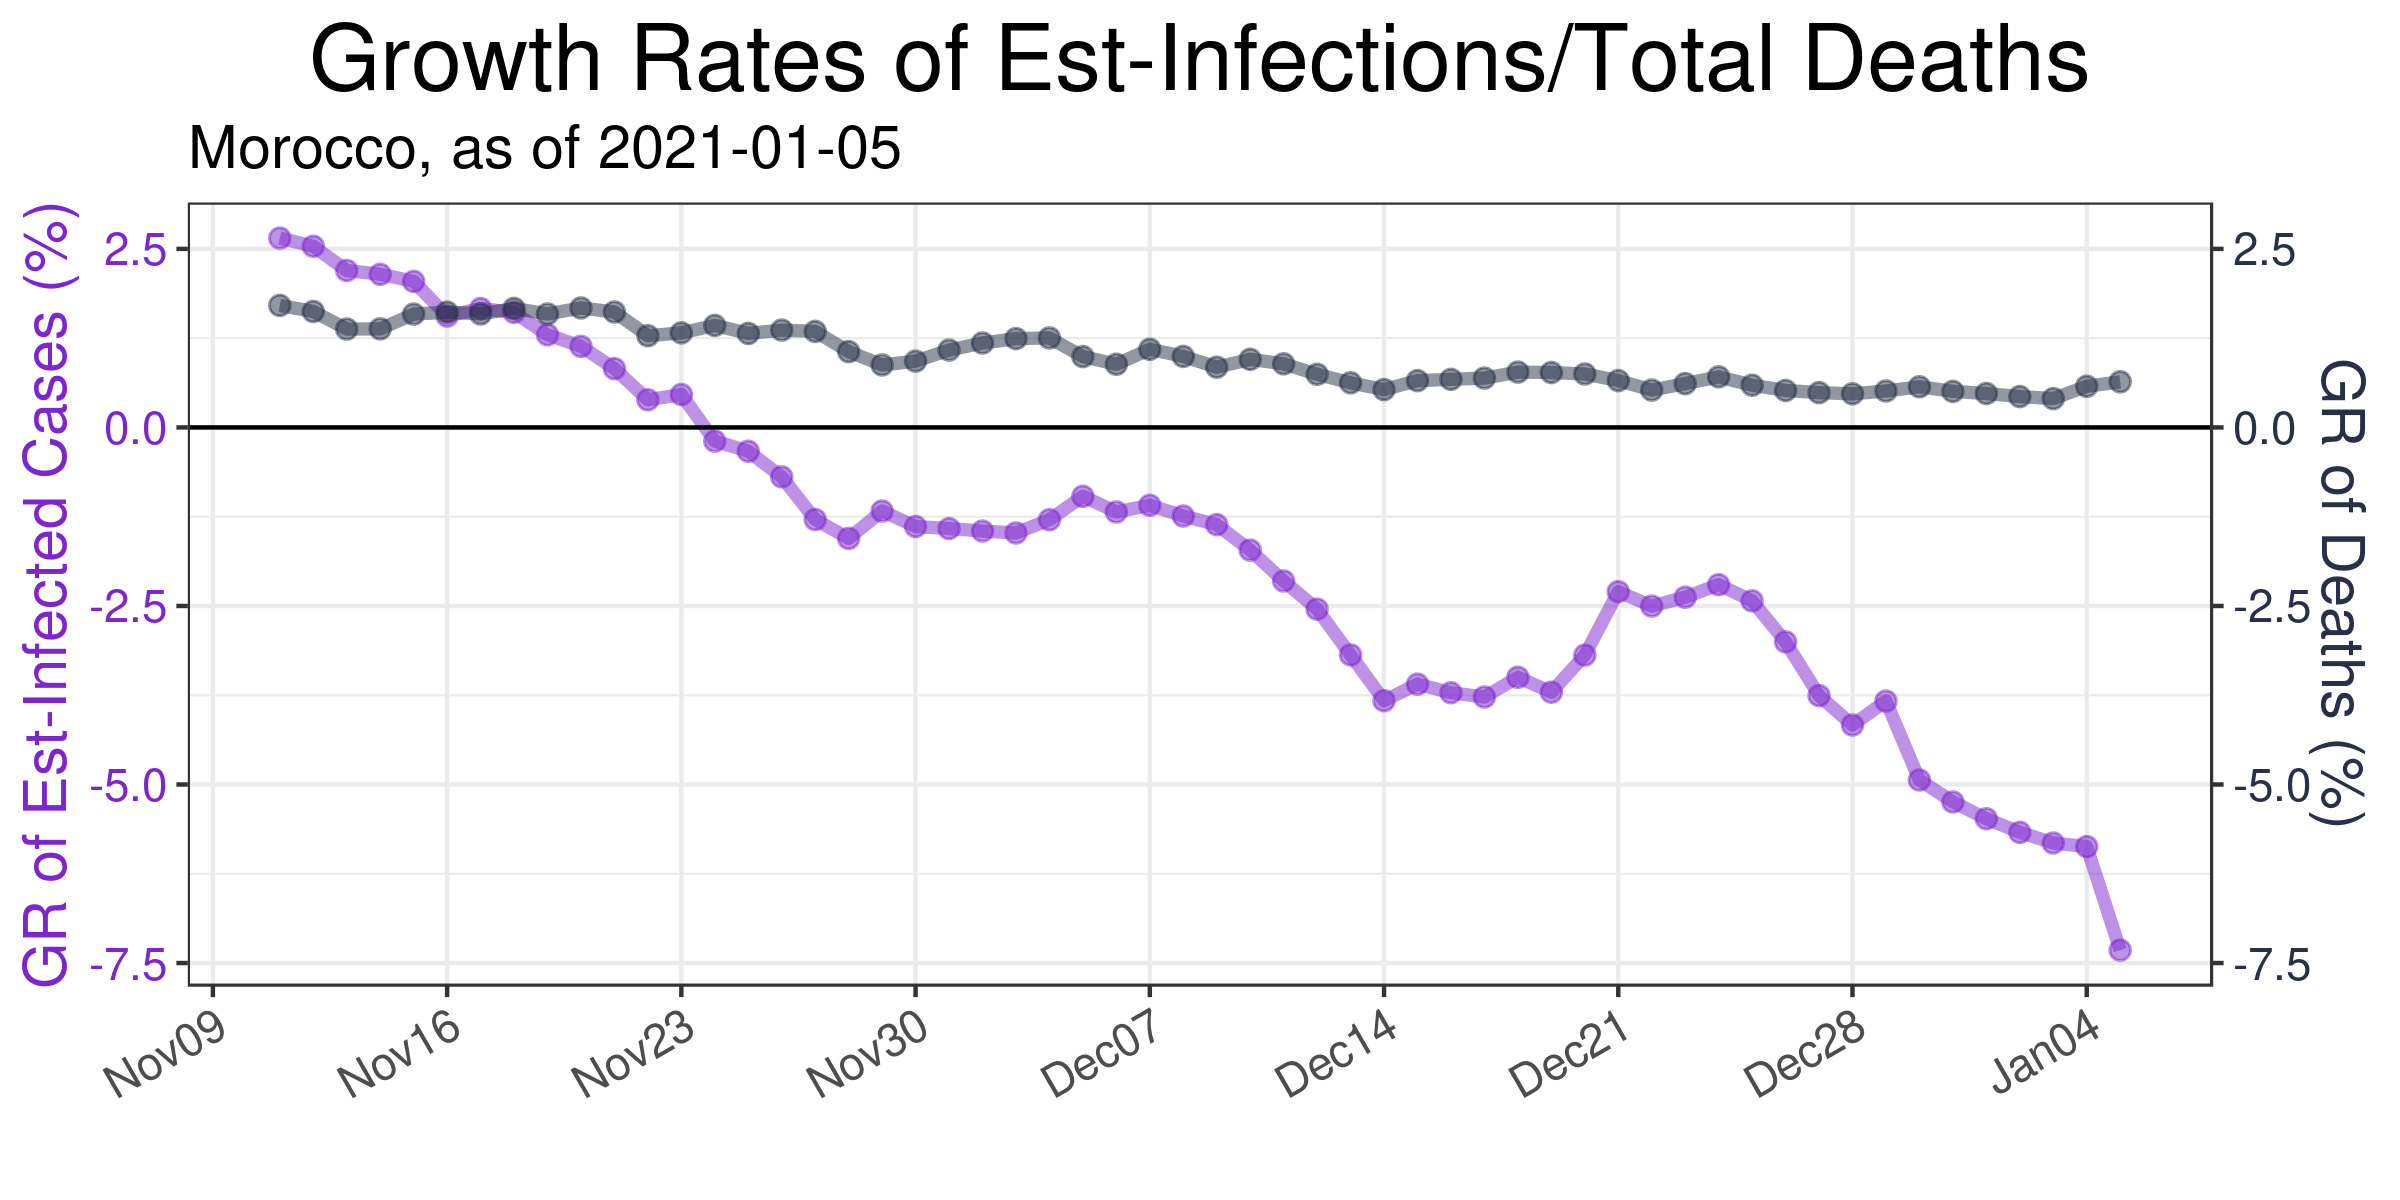 Growth Rates of Est-Infections/Total Deaths
Morocco, as of 2021-01-05
GR of Est-Infected Cases (%)
2.5
0.0
-2.5
-5.0
-7.5
2.5
0.0
-2.5
-5.0
-7.5
GR of Deaths (%)
Nov09
Nov16
Nov23
Nov30
Dec07
Dec14
Dec21
Dec28
Jan04